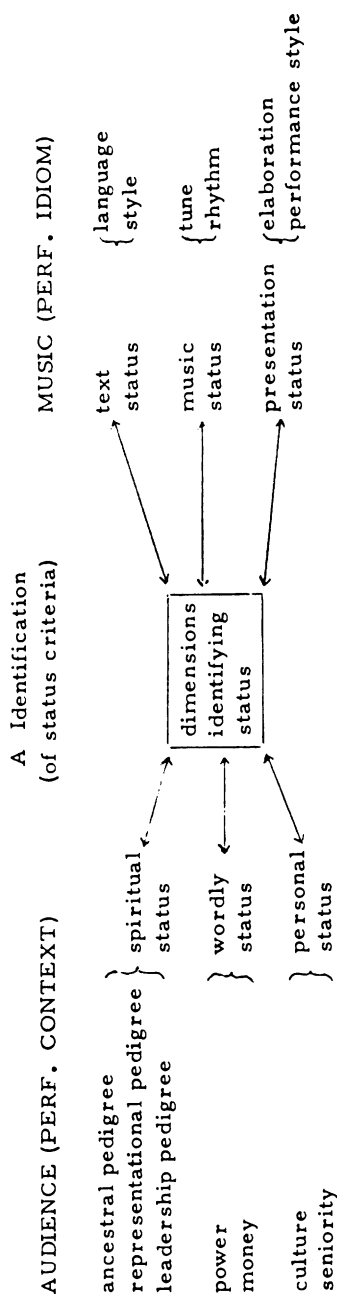 A Identification
(of status criteria)
AUDIENCE (PERF. CONTEXT)
MUSIC (PERF. IDIOM)
ancestral pedigree
representational pedigree
leadership pedigree
} spiritual
status
power
money
} wordly
status
culture
seniority
} personal
status
dimensions
identifying
status
text
status
{ language
style
music
status
{ tune
rhythm
presentation
status
{ elaboration
performance style